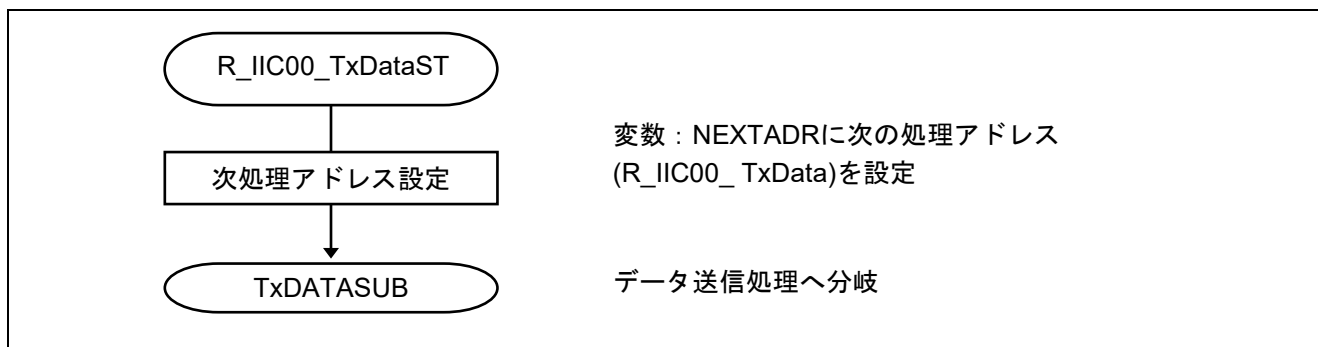 R_IIC00_TxDataST
変数：NEXTADRに次の処理アドレス
次処理アドレス設定
(R_IIC00_ TxData)を設定
TxDATASUB
データ送信処理へ分岐